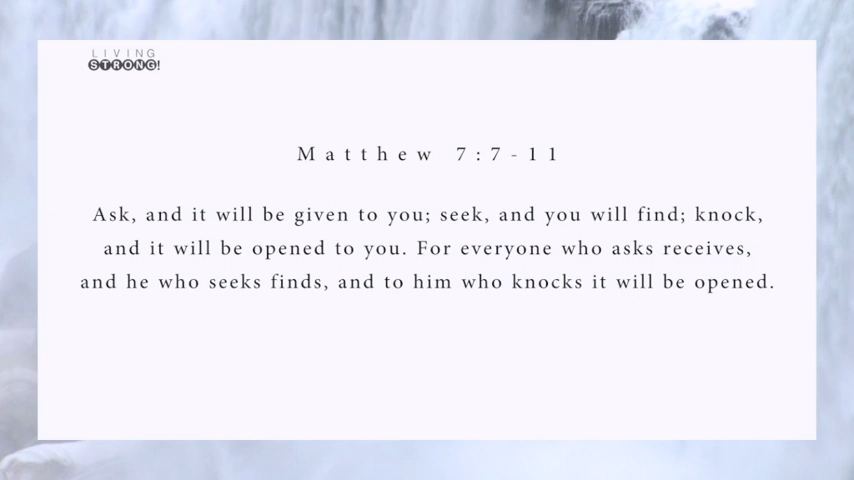 LIVING
STRONG!
Matthew 7:7-11
Ask, and it will be given to you; seek, and you will find; knock,
and it will be opened to you. For everyone who asks receives,
and he who seeks finds, and to him who knocks it will be opened.